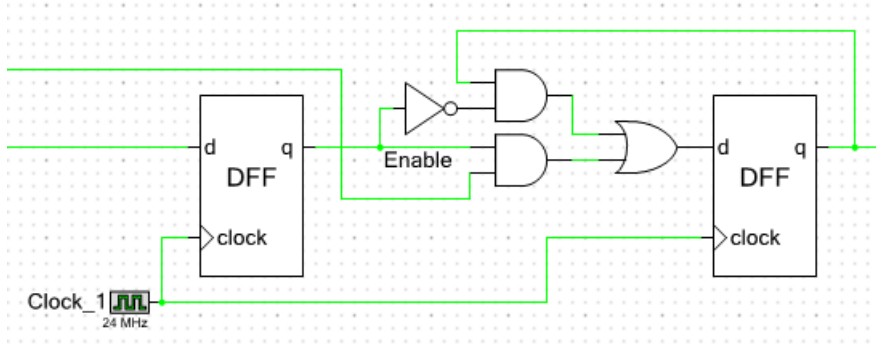 d q
DFF
clock
Enable
d q
DFF
clock
Clock_1
24 MHz